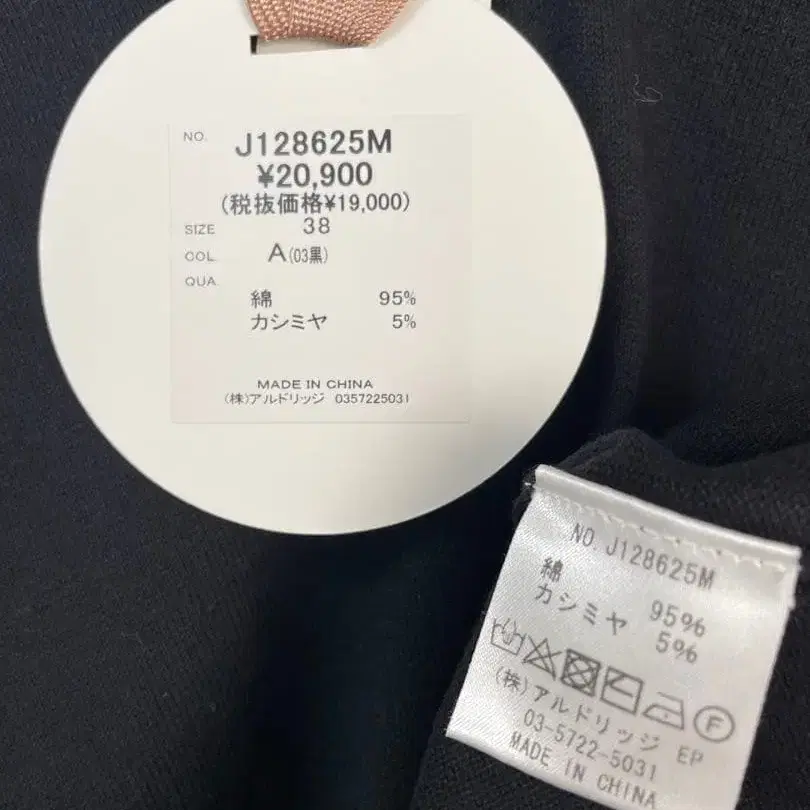 NO. J128625M
¥20,900
(税抜価格¥19,000)
SIZE 38
COL. A(03黒)
QUA.
綿 95%
カシミヤ 5%
MADE IN CHINA
(株)アルドリッジ 0357225031
NO. J128625M
綿 95%
カシミヤ 5%
F
(株)アルドリッジ EP
03-5722-5031
MADE IN CHINA